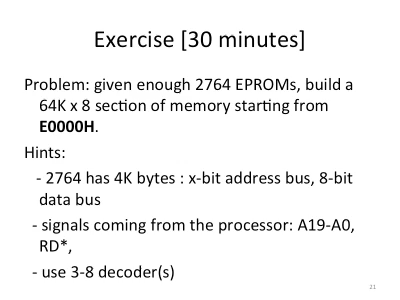 Exercise [30 minutes]
Problem: given enough 2764 EPROMs, build a
64K x 8 section of memory starting from
E0000H.
Hints:
- 2764 has 4K bytes : x-bit address bus, 8-bit
data bus
- signals coming from the processor: A19-A0,
RD*,
- use 3-8 decoder(s)
21